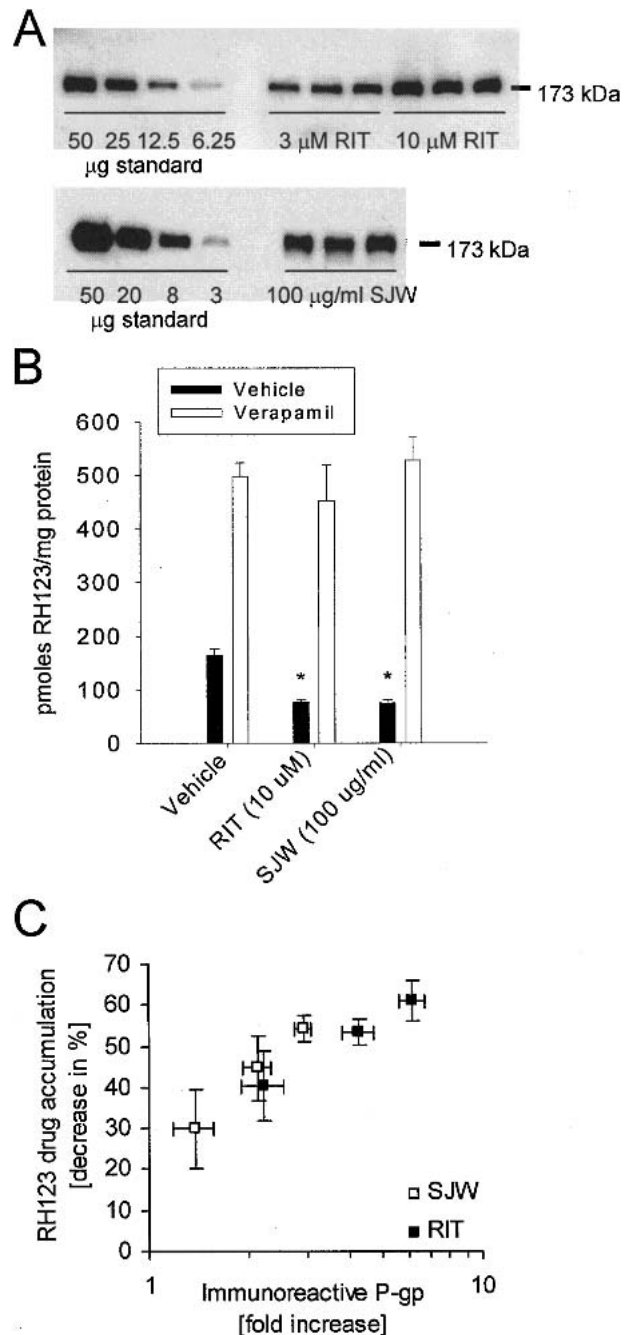 A
50 25 12.5 6.25
µg standard
3 µM RIT
10 µM RIT
173 kDa
50 20 8 3
µg standard
100 µg/ml SJW
173 kDa
B
Vehicle
Verapamil
pmoles RH123/mg protein
600
500
400
300
200
100
0
*
*
Vehicle
RIT (10 uM)
SJW (100 ug/ml)
C
RH123 drug accumulation
[decrease in %]
70
60
50
40
30
20
10
0
SJW
RIT
1
10
Immunoreactive P-gp
[fold increase]